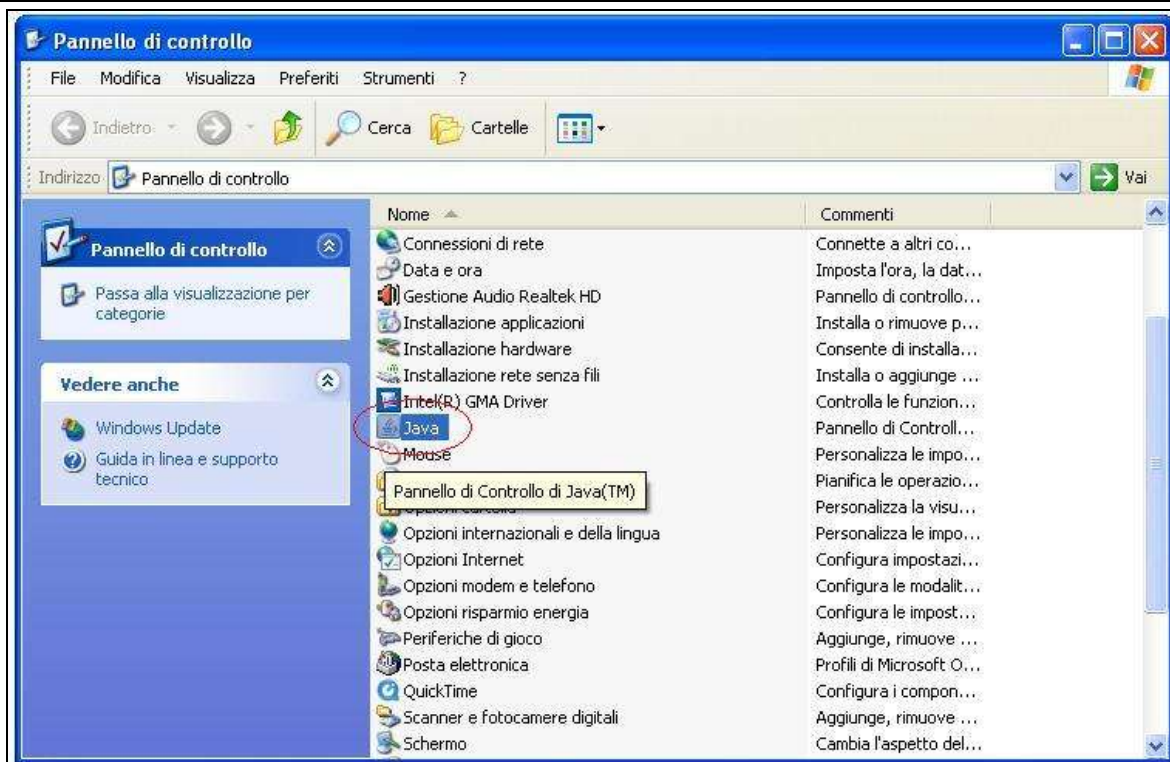 Pannello di controllo
File Modifica Visualizza Preferiti Strumenti ?
Indietro Cerca Cartelle
Indirizzo Pannello di controllo Vai
Pannello di controllo
Passa alla visualizzazione per
categorie
Vedere anche
Windows Update
Guida in linea e supporto
tecnico
Nome Commenti
Connessioni di rete Connette a altri co...
Data e ora Imposta l'ora, la dat...
Gestione Audio Realtek HD Pannello di controllo...
Installazione applicazioni Installa o rimuove p...
Installazione hardware Consente di installa...
Installazione rete senza fili Installa o aggiunge ...
Intel(R) GMA Driver Controlla le funzion...
Java Pannello di Controll...
Mouse Personalizza le impo...
Pianifica le operazio...
Pannello di Controllo di Java(TM)
Opzioni cartella Personalizza la visu...
Opzioni internazionali e della lingua Personalizza le impo...
Opzioni Internet Configura impostazi...
Opzioni modem e telefono Configura le modalit...
Opzioni risparmio energia Configura le impost...
Periferiche di gioco Aggiunge, rimuove ...
Posta elettronica Profili di Microsoft O...
QuickTime Configura i compon...
Scanner e fotocamere digitali Aggiunge, rimuove ...
Schermo Cambia l'aspetto del...